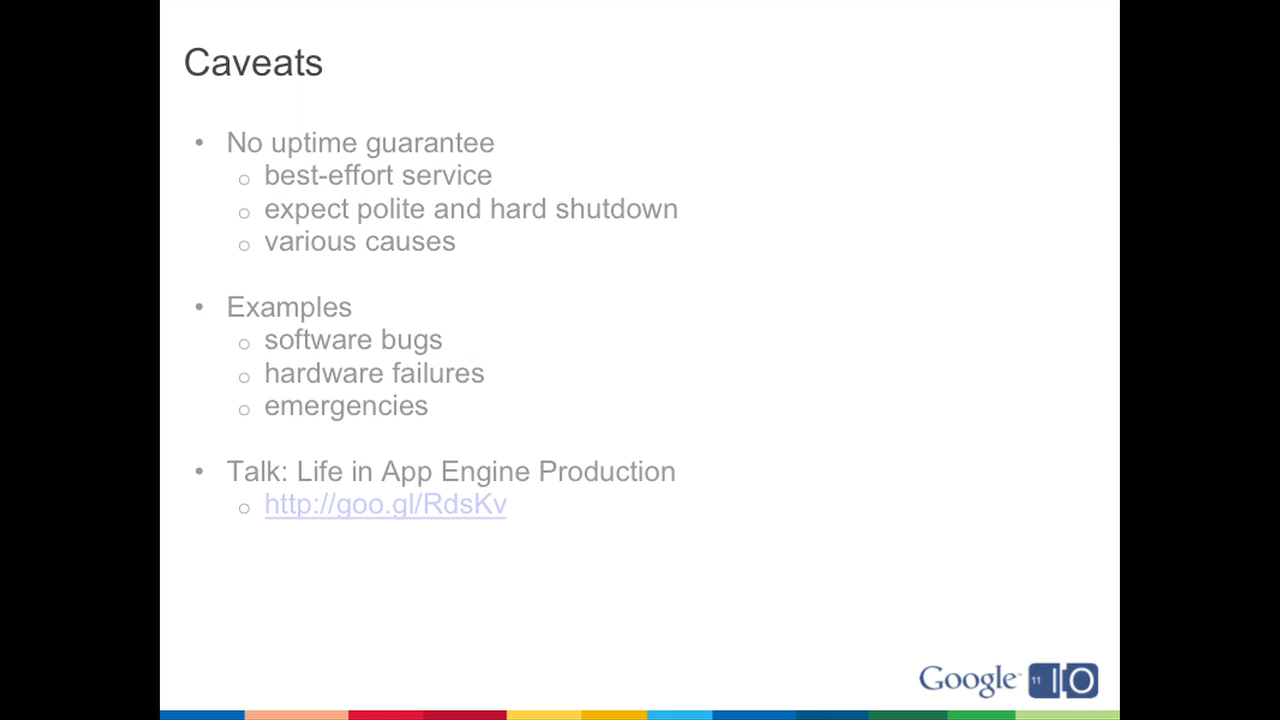 Caveats
• No uptime guarantee
o best-effort service
o expect polite and hard shutdown
o various causes
• Examples
o software bugs
o hardware failures
o emergencies
• Talk: Life in App Engine Production
o http://goo.gl/RdsKv
Google 11 IO